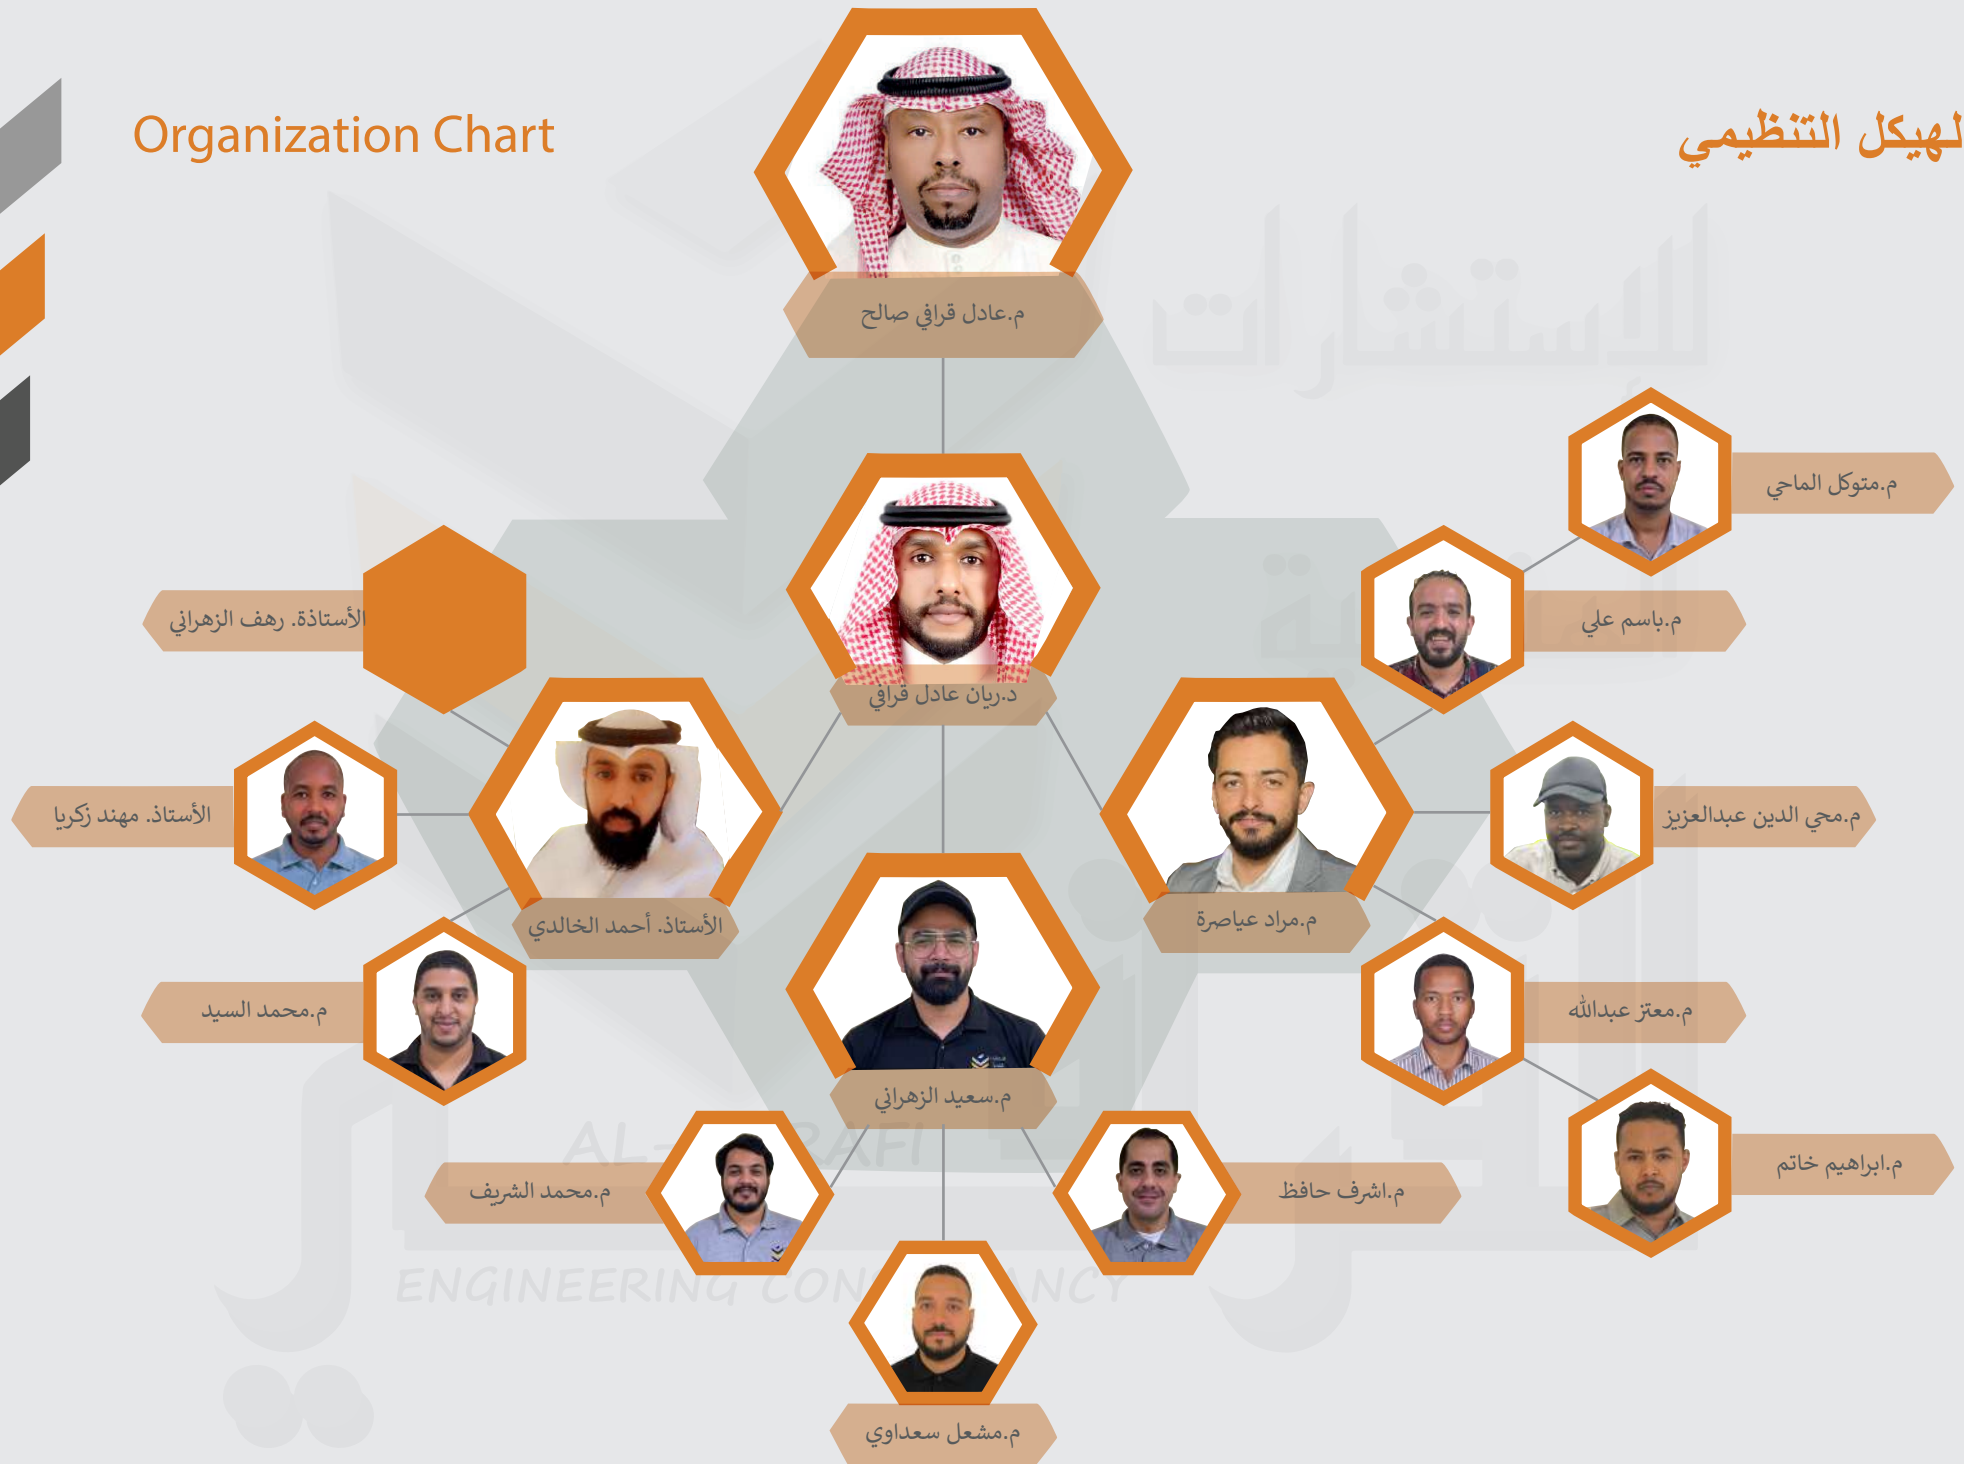 Organization Chart
لهيكل التنظيمي
م.عادل قرافي صالح
د.ريان عادل قرافي
م.متوكل الماحي
م.باسم علي
الأستاذة. رهف الزهراني
الأستاذ. مهند زكريا
م.محي الدين عبدالعزيز
الأستاذ. أحمد الخالدي
م.مراد عياصرة
م.محمد السيد
م.معتز عبدالله
م.سعيد الزهراني
م.محمد الشريف
م.اشرف حافظ
م.ابراهيم خاتم
م.مشعل سعداوي
للاستشارات
ENGINEERING